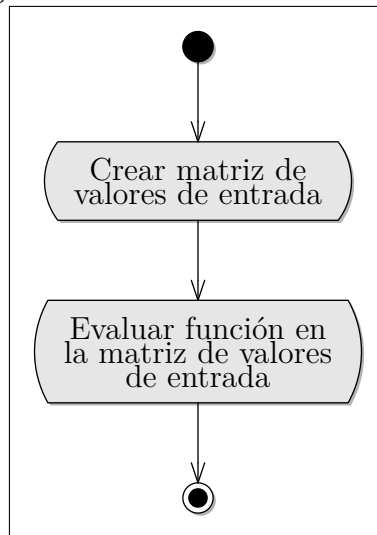 Crear matriz de
valores de entrada
Evaluar función en
la matriz de valores
de entrada